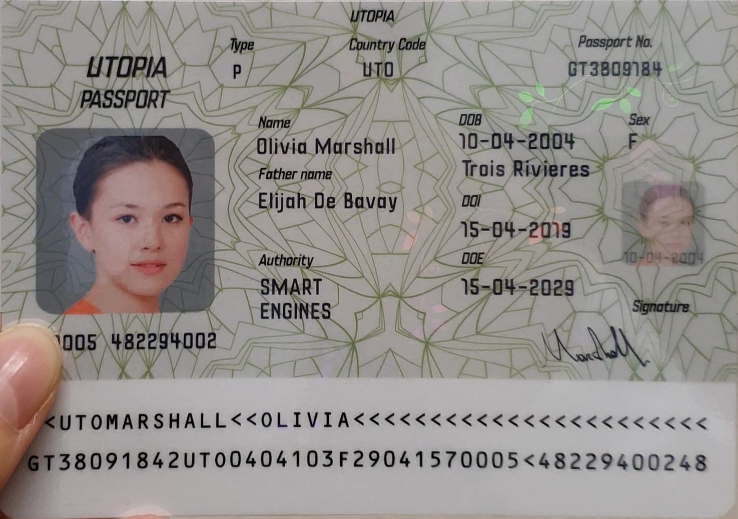 UTOPIA
UTOPIA
PASSPORT
Type
P
Country Code
UTO
Passport No.
GT3809184
Name
Olivia Marshall
Father name
Elijah De Bavay
Authority
SMART
ENGINES
DOB
10-04-2004
Trois Rivieres
DOI
15-04-2019
DOE
15-04-2029
Sex
F
10-04-2004
Signature
Marshall
005 482294002
<UTOMARSHALL<<OLIVIA<<<<<<<<<<<<<<<<<<<<<<<<
GT38091842UTO0404103F29041570005<48229400248